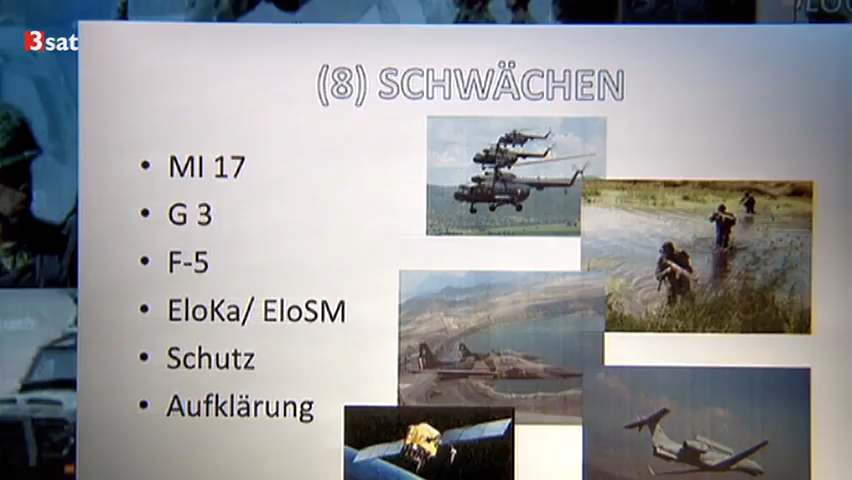 3sat
(8) SCHWÄCHEN
• MI 17
• G 3
• F-5
• EloKa/ EloSM
• Schutz
• Aufklärung